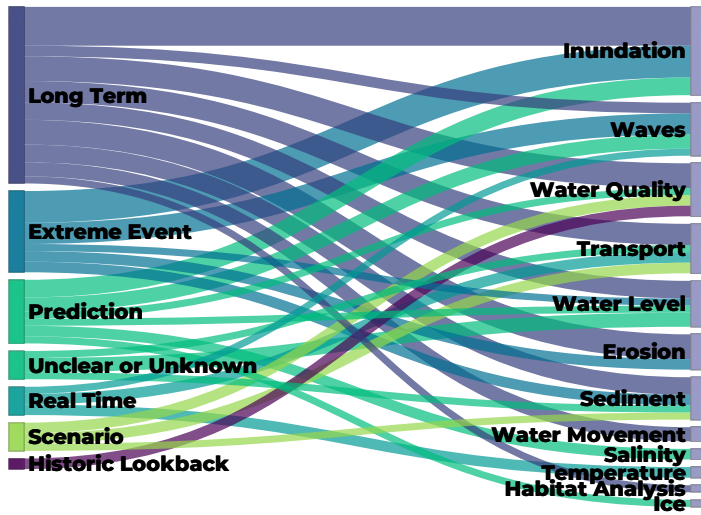 Long Term
Extreme Event
Prediction
Unclear or Unknown
Real Time
Scenario
Historic Lookback
Inundation
Waves
Water Quality
Transport
Water Level
Erosion
Sediment
Water Movement
Salinity
Temperature
Habitat Analysis
Ice